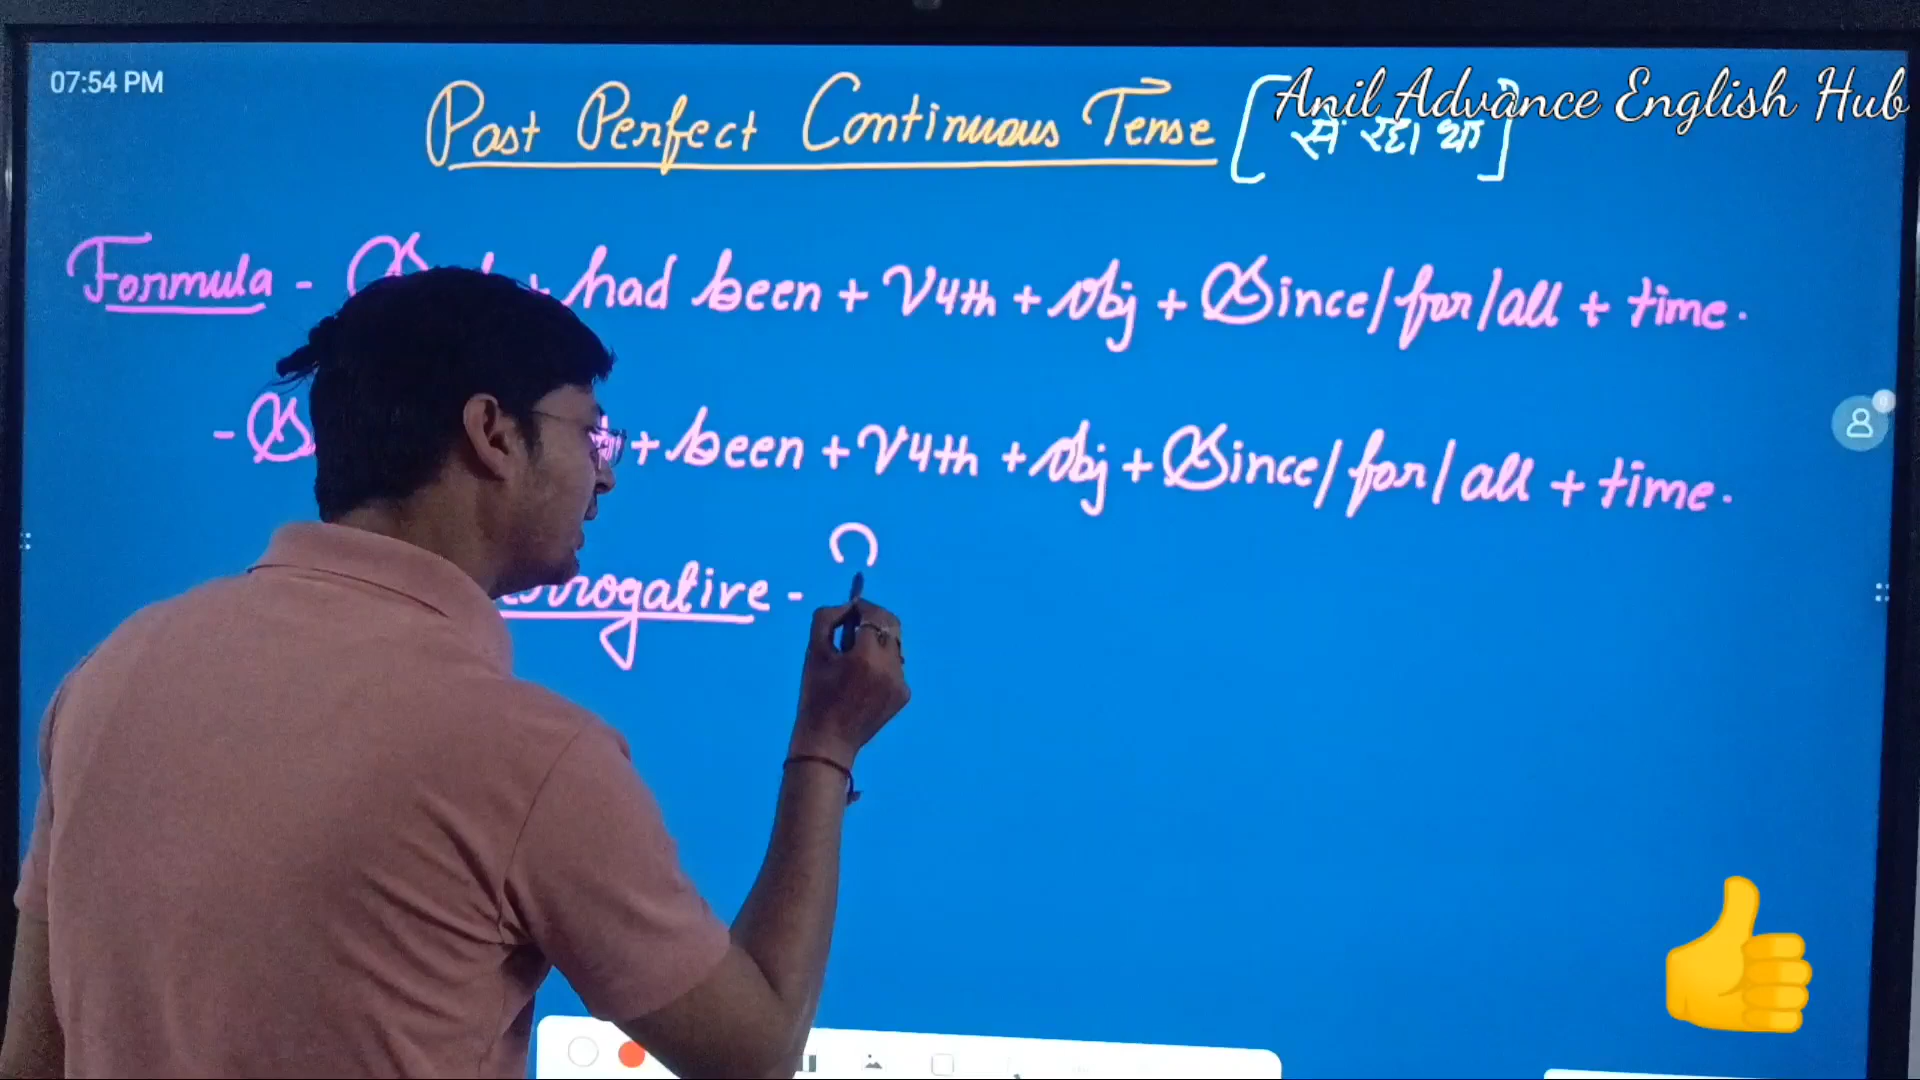 07:54 PM
Anil Advance English Hub
Past Perfect Continuous Tense [से रहा था]
Formula - + had been + V4th + obj + Since/for/all + time.
- + been + V4th + obj + Since/for/all + time.
-